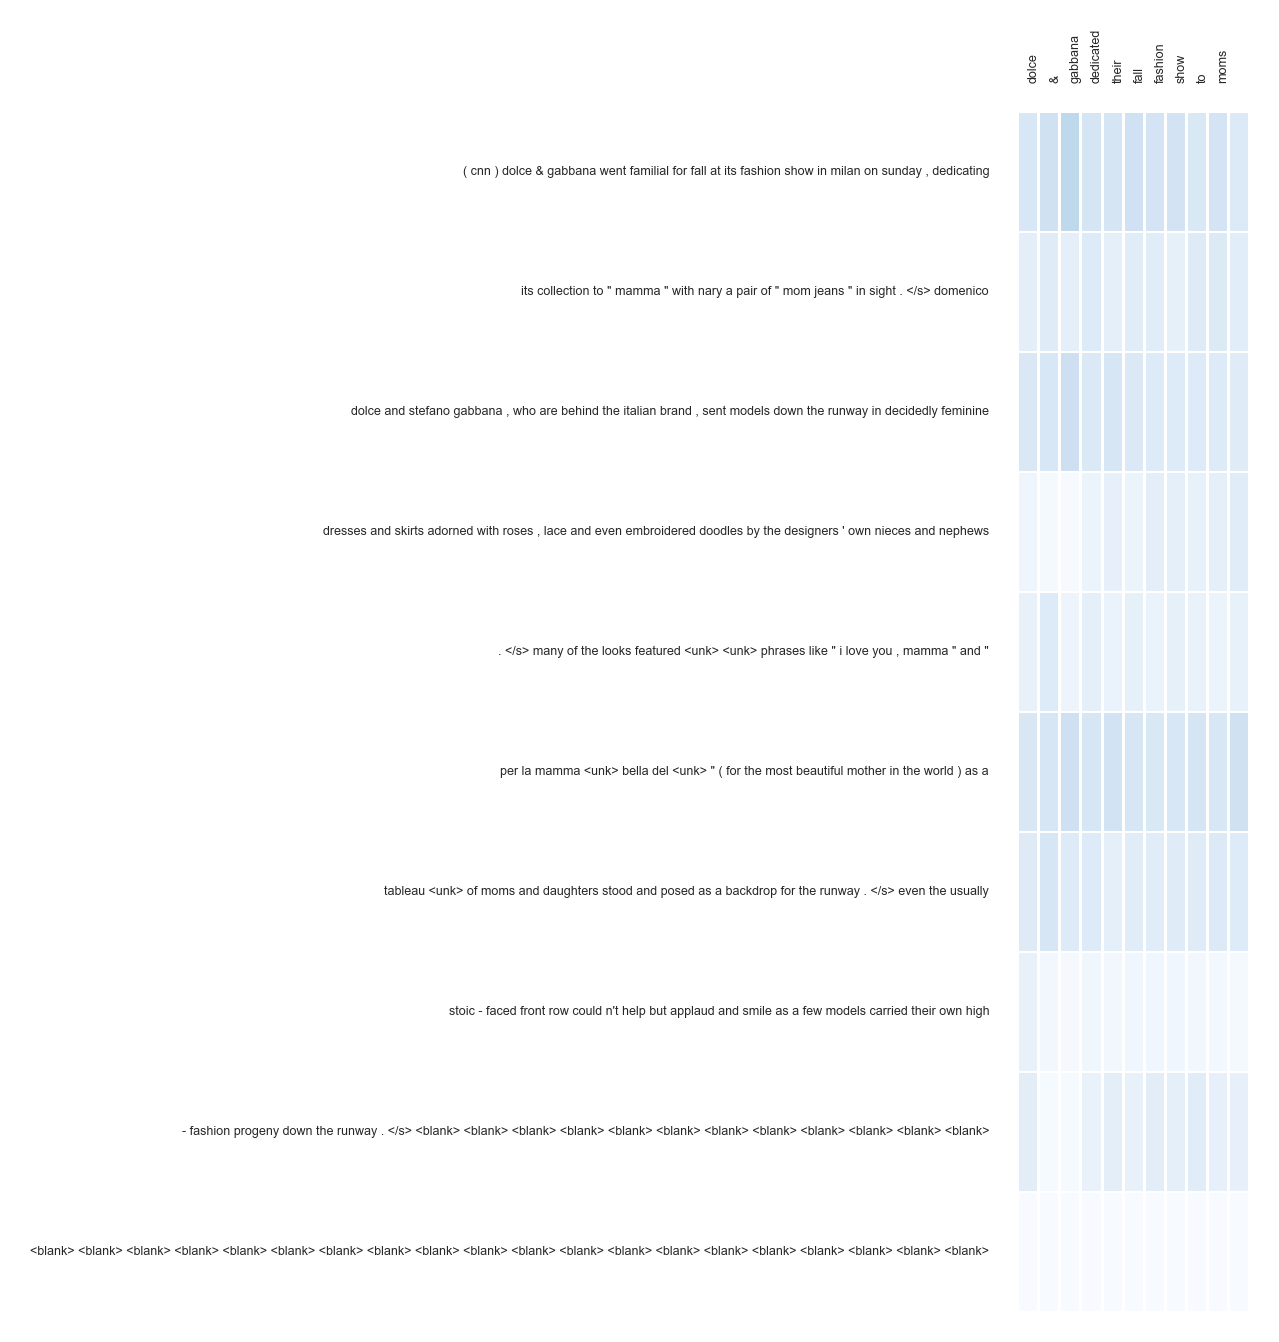 dolce
&
gabbana
dedicated
their
fall
fashion
show
to
moms
( cnn ) dolce & gabbana went familial for fall at its fashion show in milan on sunday , dedicating
its collection to " mamma " with nary a pair of " mom jeans " in sight . </s> domenico
dolce and stefano gabbana , who are behind the italian brand , sent models down the runway in decidedly feminine
dresses and skirts adorned with roses , lace and even embroidered doodles by the designers ' own nieces and nephews
. </s> many of the looks featured <unk> <unk> phrases like " i love you , mamma " and "
per la mamma <unk> bella del <unk> " ( for the most beautiful mother in the world ) as a
tableau <unk> of moms and daughters stood and posed as a backdrop for the runway . </s> even the usually
stoic - faced front row could n't help but applaud and smile as a few models carried their own high
- fashion progeny down the runway . </s> <blank> <blank> <blank> <blank> <blank> <blank> <blank> <blank> <blank> <blank> <blank> <blank>
<blank> <blank> <blank> <blank> <blank> <blank> <blank> <blank> <blank> <blank> <blank> <blank> <blank> <blank> <blank> <blank> <blank> <blank> <blank> <blank>